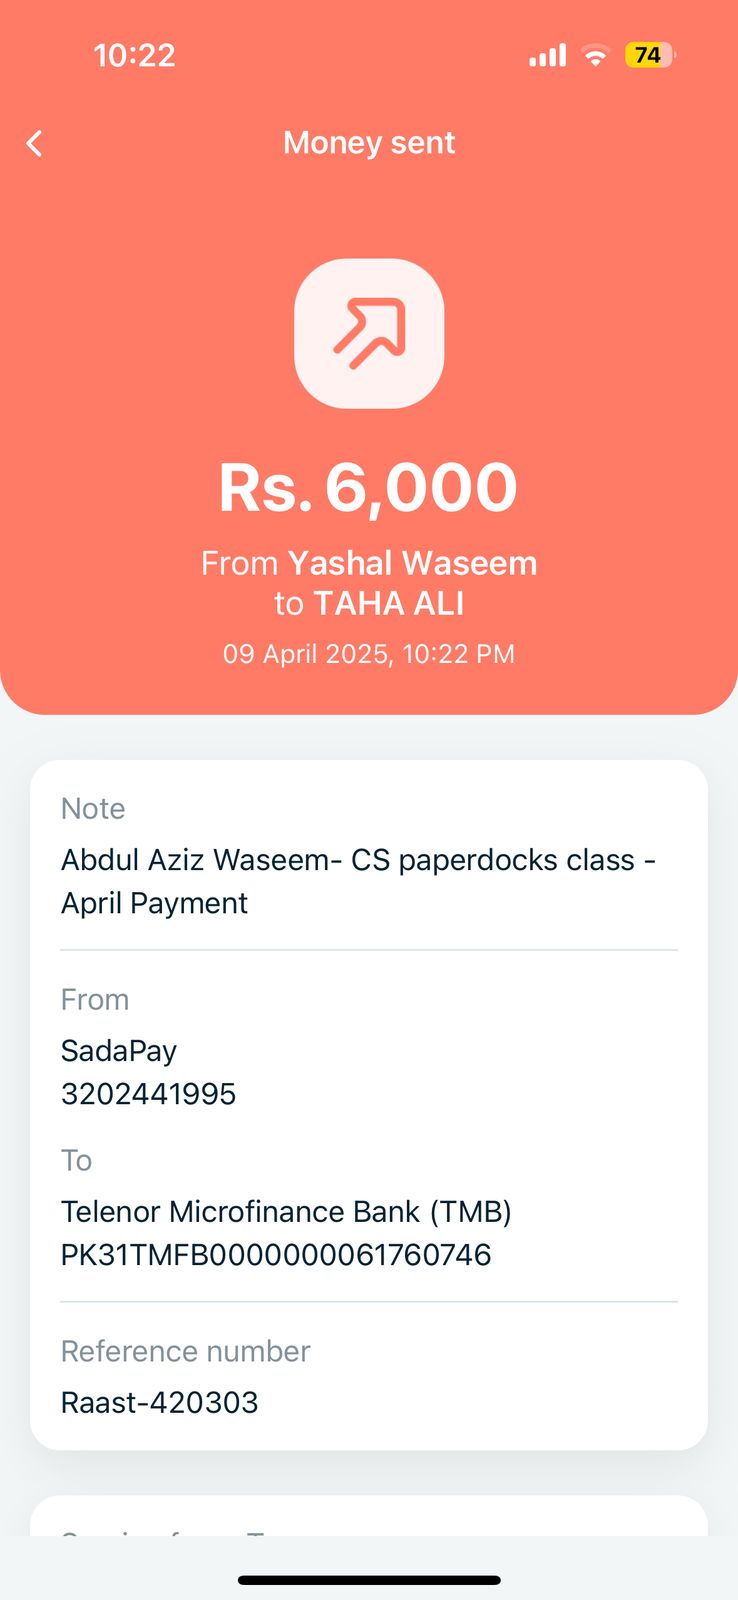 10:22
74
Money sent
Rs. 6,000
From Yashal Waseem
to TAHA ALI
09 April 2025, 10:22 PM
Note
Abdul Aziz Waseem- CS paperdocks class -
April Payment
From
SadaPay
3202441995
To
Telenor Microfinance Bank (TMB)
PK31TMFB0000000061760746
Reference number
Raast-420303